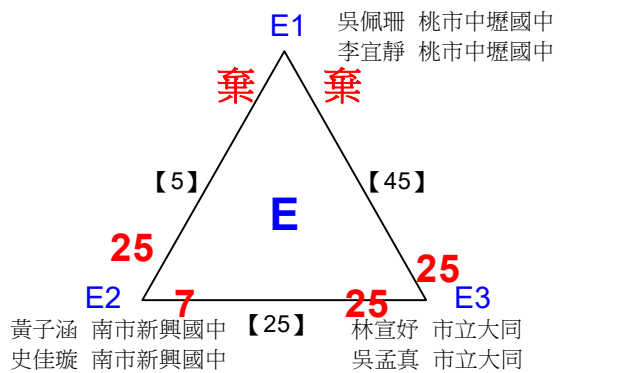 E1
吳佩珊 桃市中壢國中
李宜靜 桃市中壢國中
棄 棄
【5】 【45】
E
25 25
E2 7 25 E3
黃子涵 南市新興國中 【25】 林宣妤 市立大同
史佳璇 南市新興國中 吳孟真 市立大同